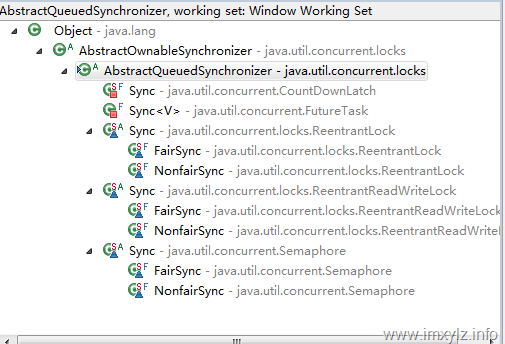 AbstractQueuedSynchronizer, working set: Window Working Set
Object - java.lang
AbstractOwnableSynchronizer - java.util.concurrent.locks
AbstractQueuedSynchronizer - java.util.concurrent.locks
Sync - java.util.concurrent.CountDownLatch
Sync<V> - java.util.concurrent.FutureTask
Sync - java.util.concurrent.locks.ReentrantLock
FairSync - java.util.concurrent.locks.ReentrantLock
NonfairSync - java.util.concurrent.locks.ReentrantLock
Sync - java.util.concurrent.locks.ReentrantReadWriteLock
FairSync - java.util.concurrent.locks.ReentrantReadWriteLock
NonfairSync - java.util.concurrent.locks.ReentrantReadWriteL
Sync - java.util.concurrent.Semaphore
FairSync - java.util.concurrent.Semaphore
NonfairSync - java.util.concurrent.Semaphore
www.imxylz.info